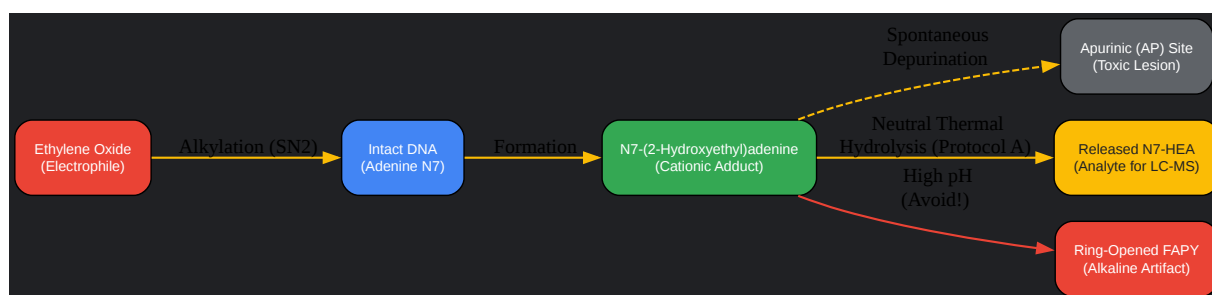 Ethylene Oxide
(Electrophile)
Alkylation (SN2)
Intact DNA
(Adenine N7)
Formation
N7-(2-Hydroxyethyl)adenine
(Cationic Adduct)
Spontaneous
Depurination
Apurinic (AP) Site
(Toxic Lesion)
Neutral Thermal
Hydrolysis (Protocol A)
Released N7-HEA
(Analyte for LC-MS)
High pH
(Avoid!)
Ring-Opened FAPY
(Alkaline Artifact)